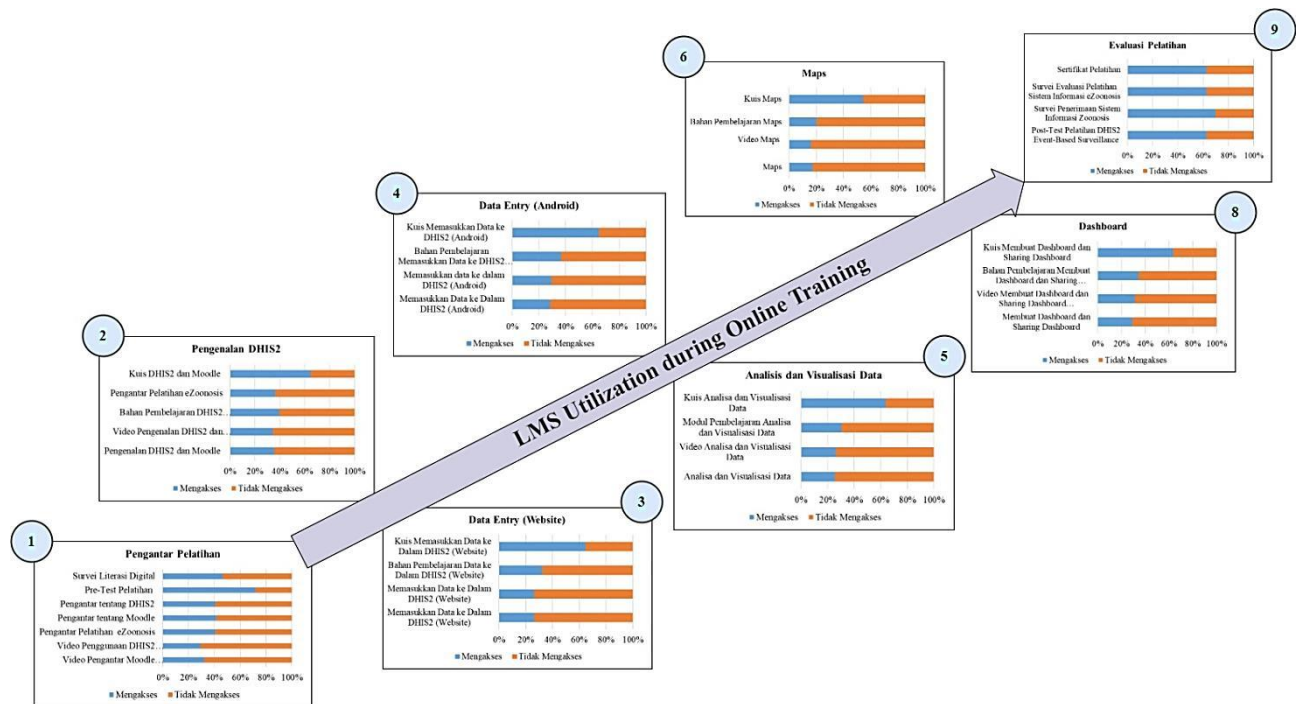 1
Pengantar Pelatihan
Survei Literasi Digital
Pre-Test Pelatihan
Pengantar tentang DHIS2
Pengantar tentang Moodle
Pengantar Pelatihan eZoonosis
Video Penggunaan DHIS2 ...
Video Pengantar Moodle ...
0% 20% 40% 60% 80% 100%
Mengakses Tidak Mengakses
2
Pengenalan DHIS2
Kuis DHIS2 dan Moodle
Pengantar Pelatihan eZoonosis
Bahan Pembelajaran DHIS2 ...
Video Pengenalan DHIS2 dan ...
Pengenalan DHIS2 dan Moodle
0% 20% 40% 60% 80% 100%
Mengakses Tidak Mengakses
3
Data Entry (Website)
Kuis Memasukkan Data ke
Dalam DHIS2 (Website)
Bahan Pembelajaran Data ke
Dalam DHIS2 (Website)
Memasukkan Data ke Dalam
DHIS2 (Website)
Memasukkan Data ke Dalam
DHIS2 (Website)
0% 20% 40% 60% 80% 100%
Mengakses Tidak Mengakses
4
Data Entry (Android)
Kuis Memasukkan Data ke
DHIS2 (Android)
Bahan Pembelajaran
Memasukkan Data ke DHIS2 ...
Memasukkan data ke dalam
DHIS2 (Android)
Memasukkan Data ke Dalam
DHIS2 (Android)
0% 20% 40% 60% 80% 100%
Mengakses Tidak Mengakses
LMS Utilization during Online Training
5
Analisis dan Visualisasi Data
Kuis Analisa dan Visualisasi
Data
Modul Pembelajaran Analisa
dan Visualisasi Data
Video Analisa dan Visualisasi
Data
Analisa dan Visualisasi Data
0% 20% 40% 60% 80% 100%
Mengakses Tidak Mengakses
6
Maps
Kuis Maps
Bahan Pembelajaran Maps
Video Maps
Maps
0% 20% 40% 60% 80% 100%
Mengakses Tidak Mengakses
8
Dashboard
Kuis Membuat Dashboard dan
Sharing Dashboard
Bahan Pembelajaran Membuat
Dashboard dan Sharing ...
Video Membuat Dashboard dan
Sharing Dashboard ...
Membuat Dashboard dan
Sharing Dashboard
0% 20% 40% 60% 80% 100%
Mengakses Tidak Mengakses
9
Evaluasi Pelatihan
Sertifikat Pelatihan
Survei Evaluasi Pelatihan
Sistem Informasi eZoonosis
Survei Penerimaan Sistem
Informasi Zoonosis
Post-Test Pelatihan DHIS2
Event-Based Surveillance
0% 20% 40% 60% 80% 100%
Mengakses Tidak Mengakses